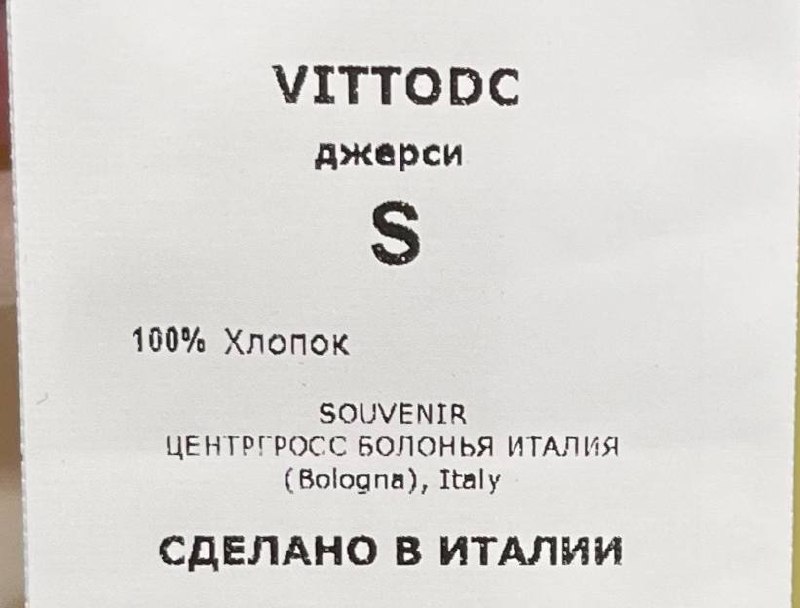 VITTODC
джерси
S
100% Хлопок
SOUVENIR
ЦЕНТРГРОСС БОЛОНЬЯ ИТАЛИЯ
(Bologna), Italy
СДЕЛАНО В ИТАЛИИ